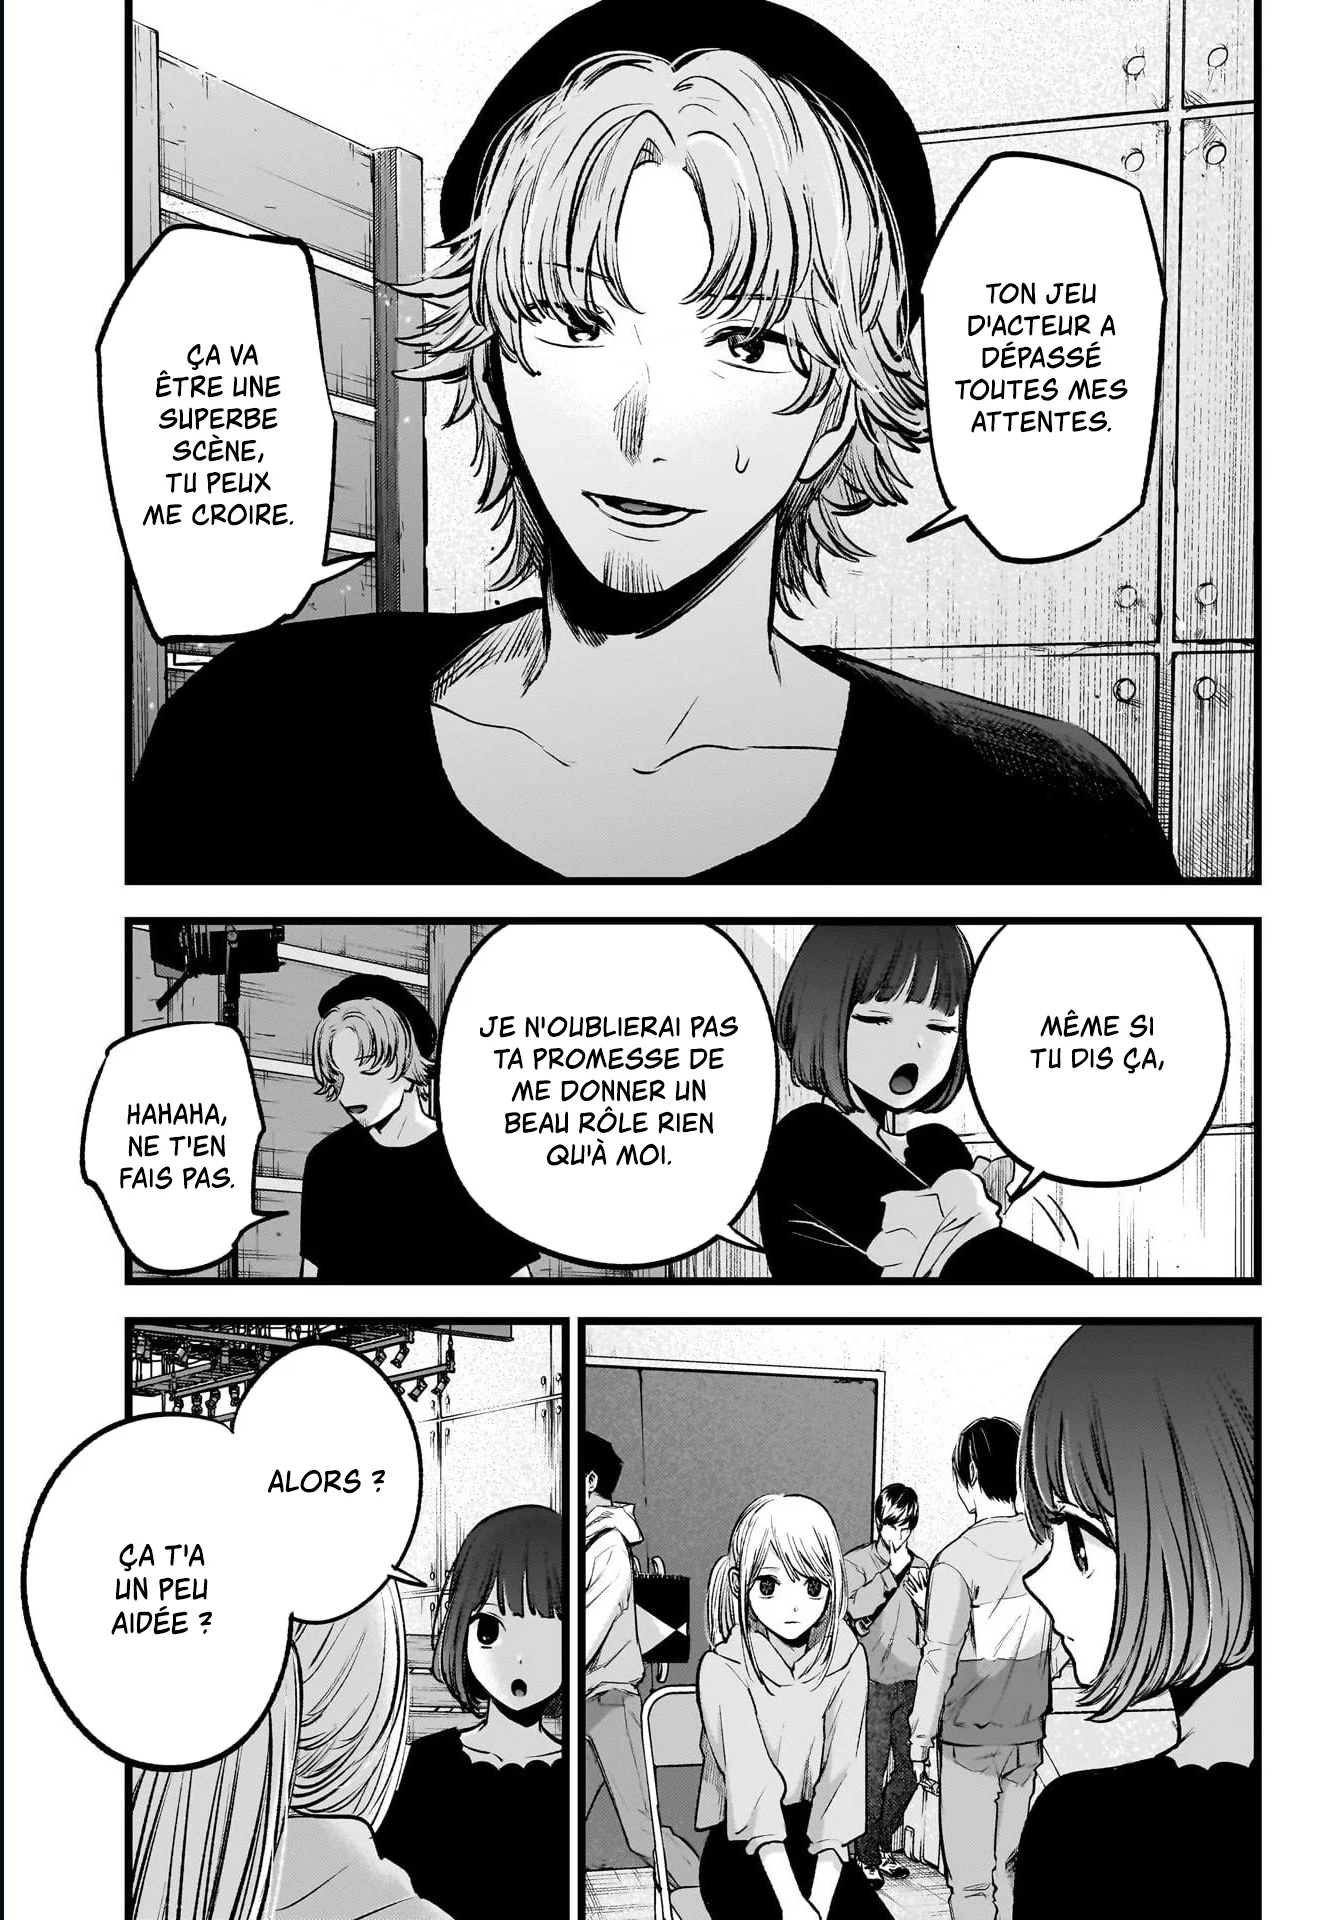 TON JEU
D'ACTEUR A
DÉPASSÉ
TOUTES MES
ATTENTES.
ÇA VA
ÊTRE UNE
SUPERBE
SCÈNE,
TU PEUX
ME CROIRE.
MÊME SI
TU DIS ÇA,
JE N'OUBLIERAI PAS
TA PROMESSE DE
ME DONNER UN
BEAU RÔLE RIEN
QU'À MOI.
HAHAHA,
NE T'EN
FAIS PAS.
ALORS ?
ÇA T'A
UN PEU
AIDÉE ?